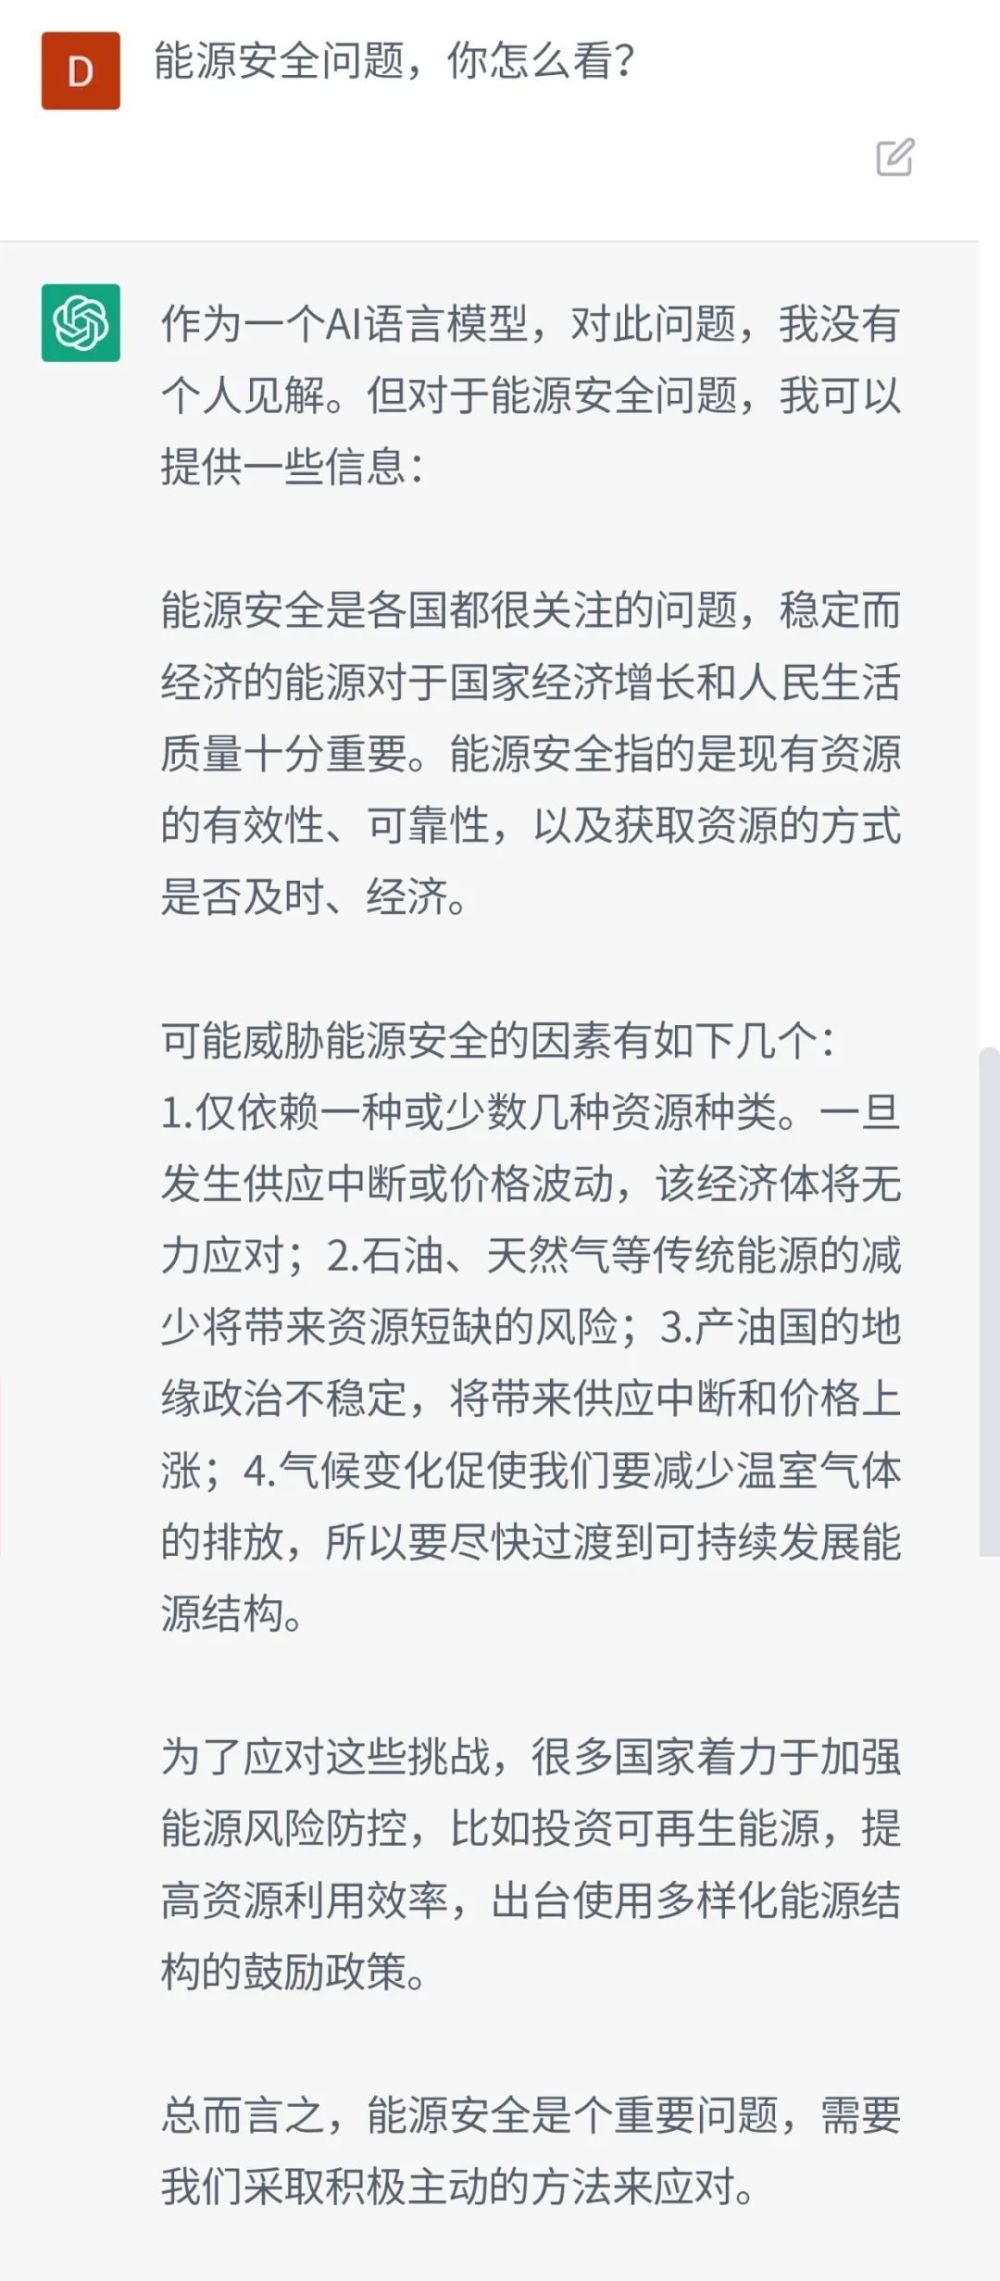 D
能源安全问题，你怎么看？
作为一个AI语言模型，对此问题，我没有
个人见解。但对于能源安全问题，我可以
提供一些信息：
能源安全是各国都很关注的问题，稳定而
经济的能源对于国家经济增长和人民生活
质量十分重要。能源安全指的是现有资源
的有效性、可靠性，以及获取资源的方式
是否及时、经济。
可能威胁能源安全的因素有如下几个：
1.仅依赖一种或少数几种资源种类。一旦
发生供应中断或价格波动，该经济体将无
力应对；2.石油、天然气等传统能源的减
少将带来资源短缺的风险；3.产油国的地
缘政治不稳定，将带来供应中断和价格上
涨；4.气候变化促使我们要减少温室气体
的排放，所以要尽快过渡到可持续发展能
源结构。
为了应对这些挑战，很多国家着力于加强
能源风险防控，比如投资可再生能源，提
高资源利用效率，出台使用多样化能源结
构的鼓励政策。
总而言之，能源安全是个重要问题，需要
我们采取积极主动的方法来应对。